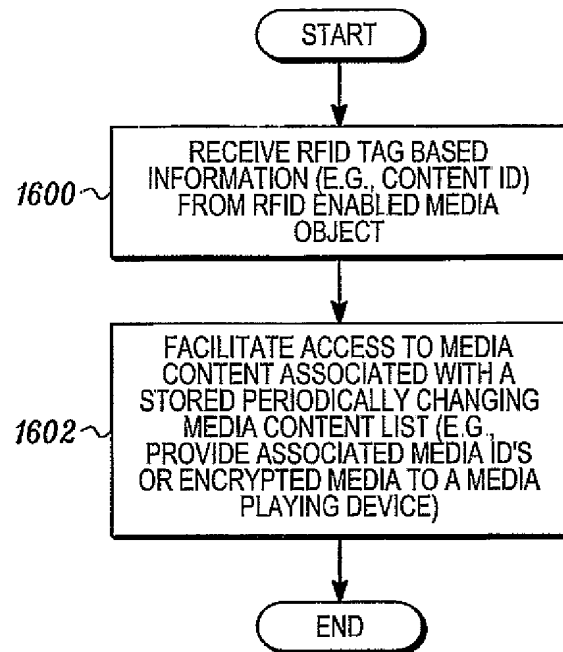 START
RECEIVE RFID TAG BASED
INFORMATION (E.G., CONTENT ID)
FROM RFID ENABLED MEDIA
OBJECT
1600
FACILITATE ACCESS TO MEDIA
CONTENT ASSOCIATED WITH A
STORED PERIODICALLY CHANGING
MEDIA CONTENT LIST (E.G.,
PROVIDE ASSOCIATED MEDIA ID'S
OR ENCRYPTED MEDIA TO A MEDIA
PLAYING DEVICE)
1602
END